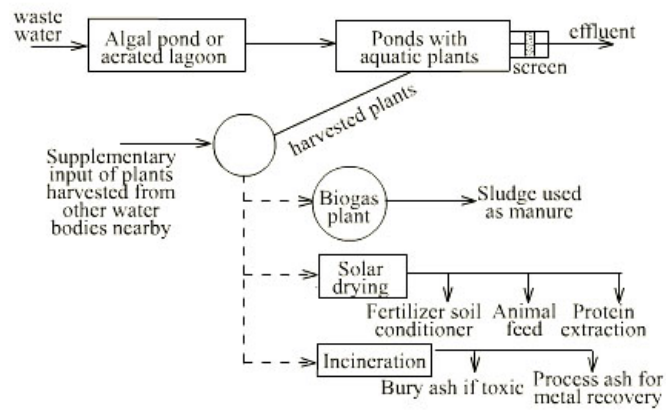 waste
water
Algal pond or
aerated lagoon
Ponds with
aquatic plants
effluent
screen
harvested plants
Supplementary
input of plants
harvested from
other water
bodies nearby
Biogas
plant
Sludge used
as manure
Solar
drying
Fertilizer soil
conditioner
Animal
feed
Protein
extraction
Incineration
Bury ash if toxic
Process ash for
metal recovery